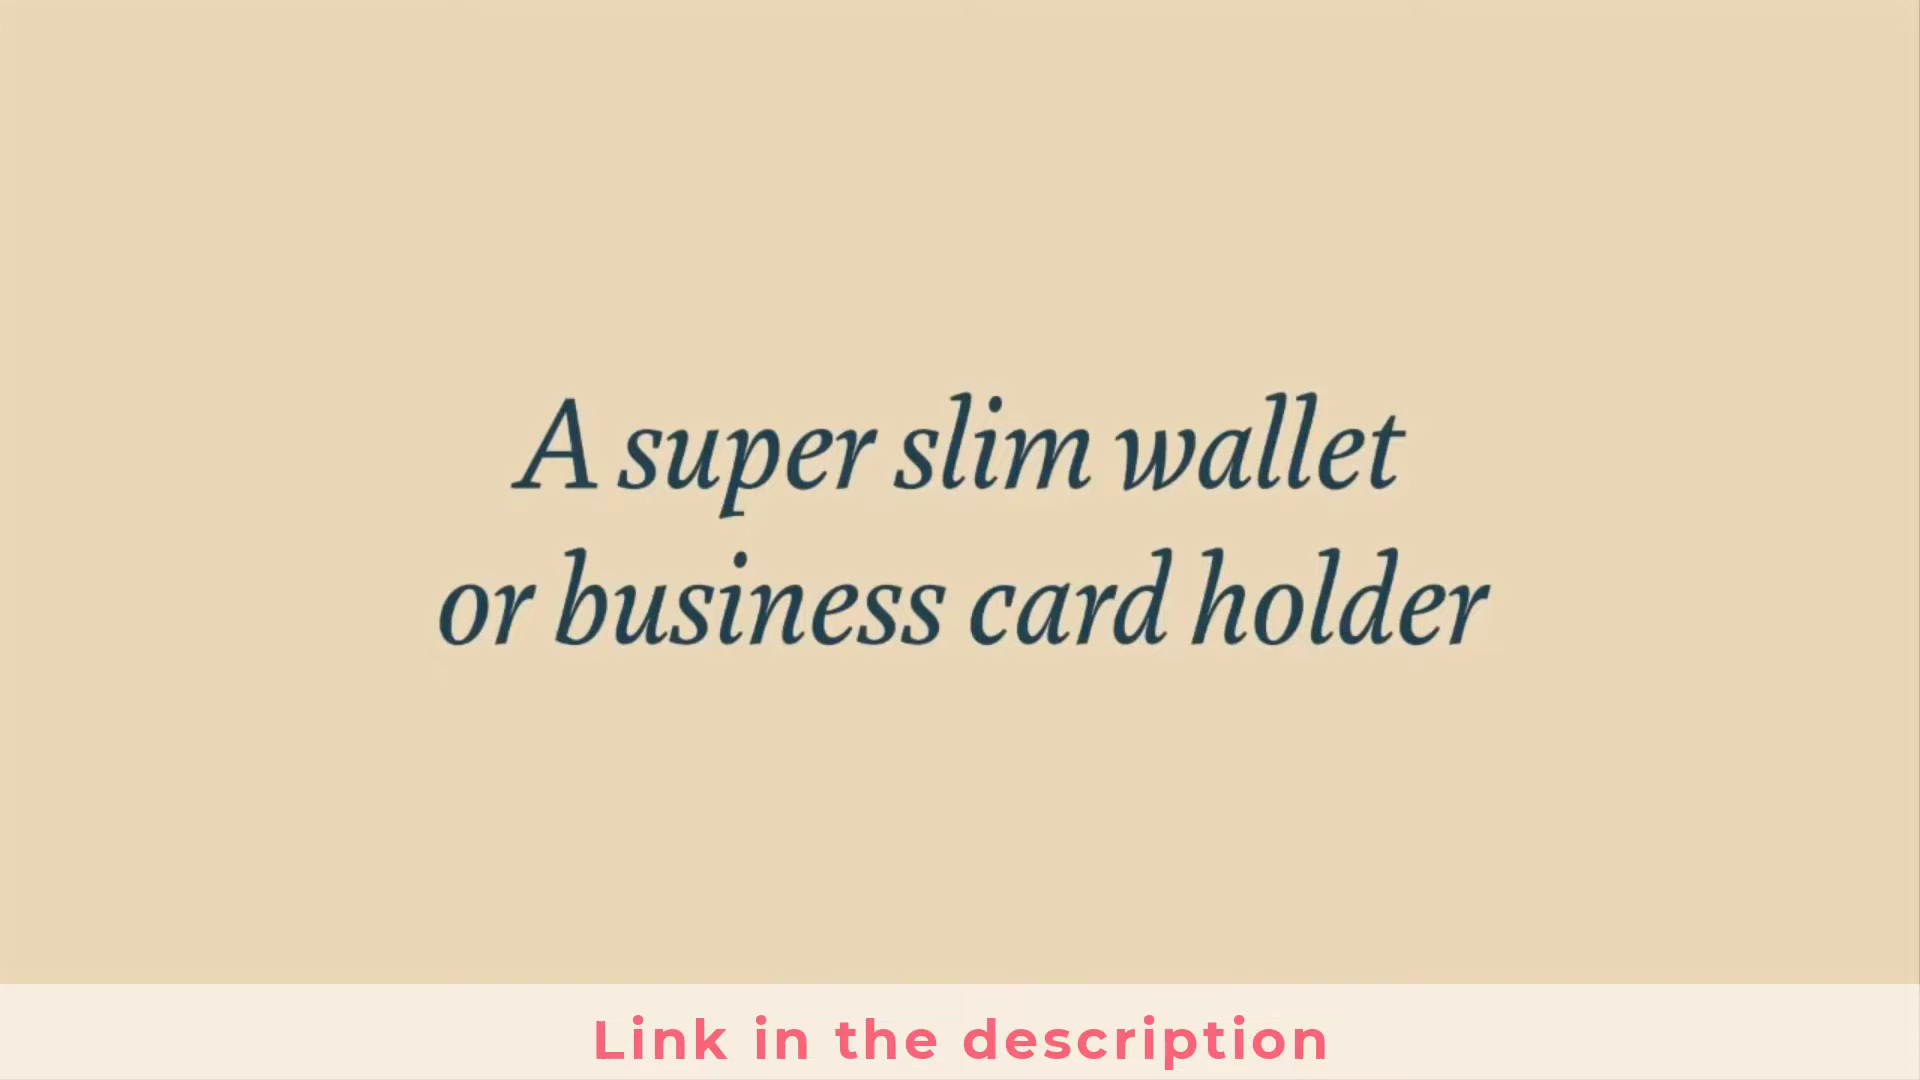 A super slim wallet
or business card holder
Link in the description